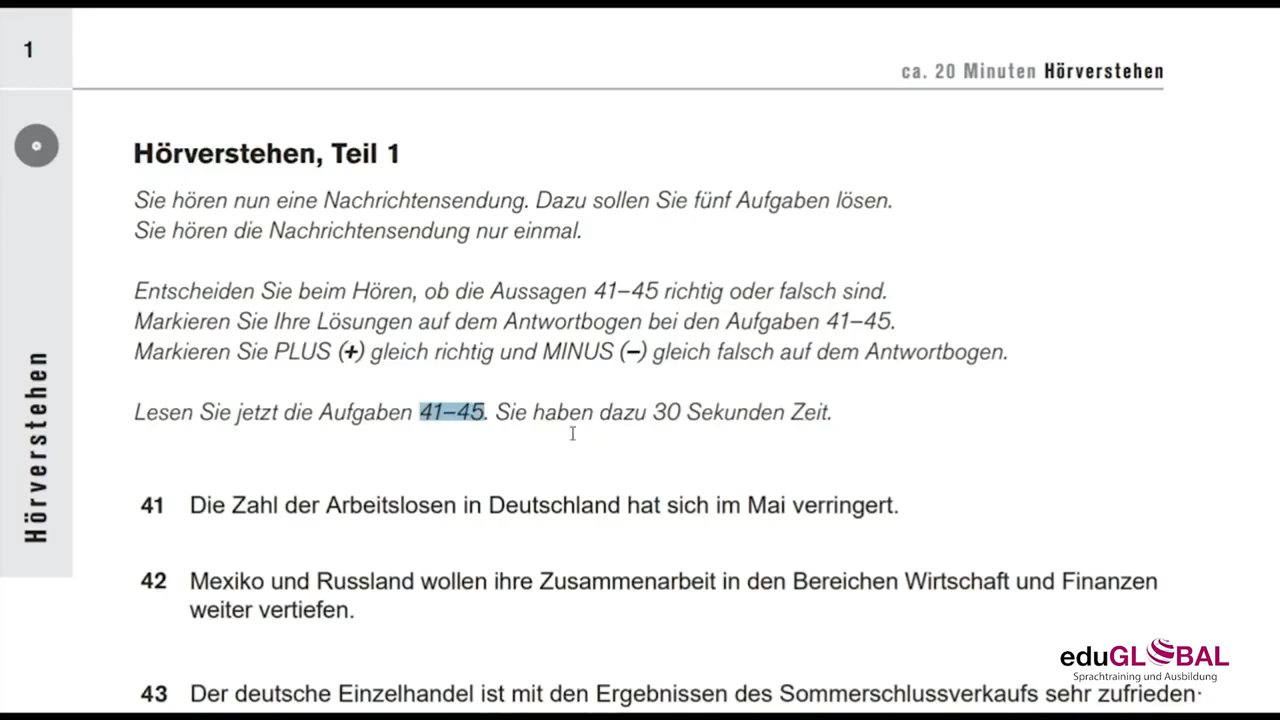 1
ca. 20 Minuten Hörverstehen
Hörverstehen, Teil 1
Sie hören nun eine Nachrichtensendung. Dazu sollen Sie fünf Aufgaben lösen.
Sie hören die Nachrichtensendung nur einmal.
Entscheiden Sie beim Hören, ob die Aussagen 41–45 richtig oder falsch sind.
Markieren Sie Ihre Lösungen auf dem Antwortbogen bei den Aufgaben 41–45.
Markieren Sie PLUS (+) gleich richtig und MINUS (–) gleich falsch auf dem Antwortbogen.
Lesen Sie jetzt die Aufgaben 41–45. Sie haben dazu 30 Sekunden Zeit.
Hörverstehen
41 Die Zahl der Arbeitslosen in Deutschland hat sich im Mai verringert.
42 Mexiko und Russland wollen ihre Zusammenarbeit in den Bereichen Wirtschaft und Finanzen
weiter vertiefen.
43 Der deutsche Einzelhandel ist mit den Ergebnissen des Sommerschlussverkaufs sehr zufrieden
eduGLOBAL
Sprachtraining und Ausbildung